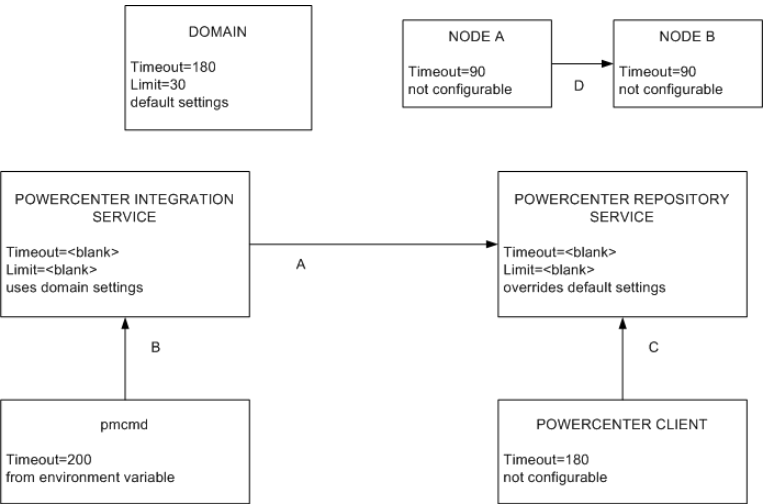 DOMAIN
Timeout=180
Limit=30
default settings
NODE A
Timeout=90
not configurable
D
NODE B
Timeout=90
not configurable
POWERCENTER INTEGRATION
SERVICE
Timeout=<blank>
Limit=<blank>
uses domain settings
A
POWERCENTER REPOSITORY
SERVICE
Timeout=<blank>
Limit=<blank>
overrides default settings
B
C
pmcmd
Timeout=200
from environment variable
POWERCENTER CLIENT
Timeout=180
not configurable